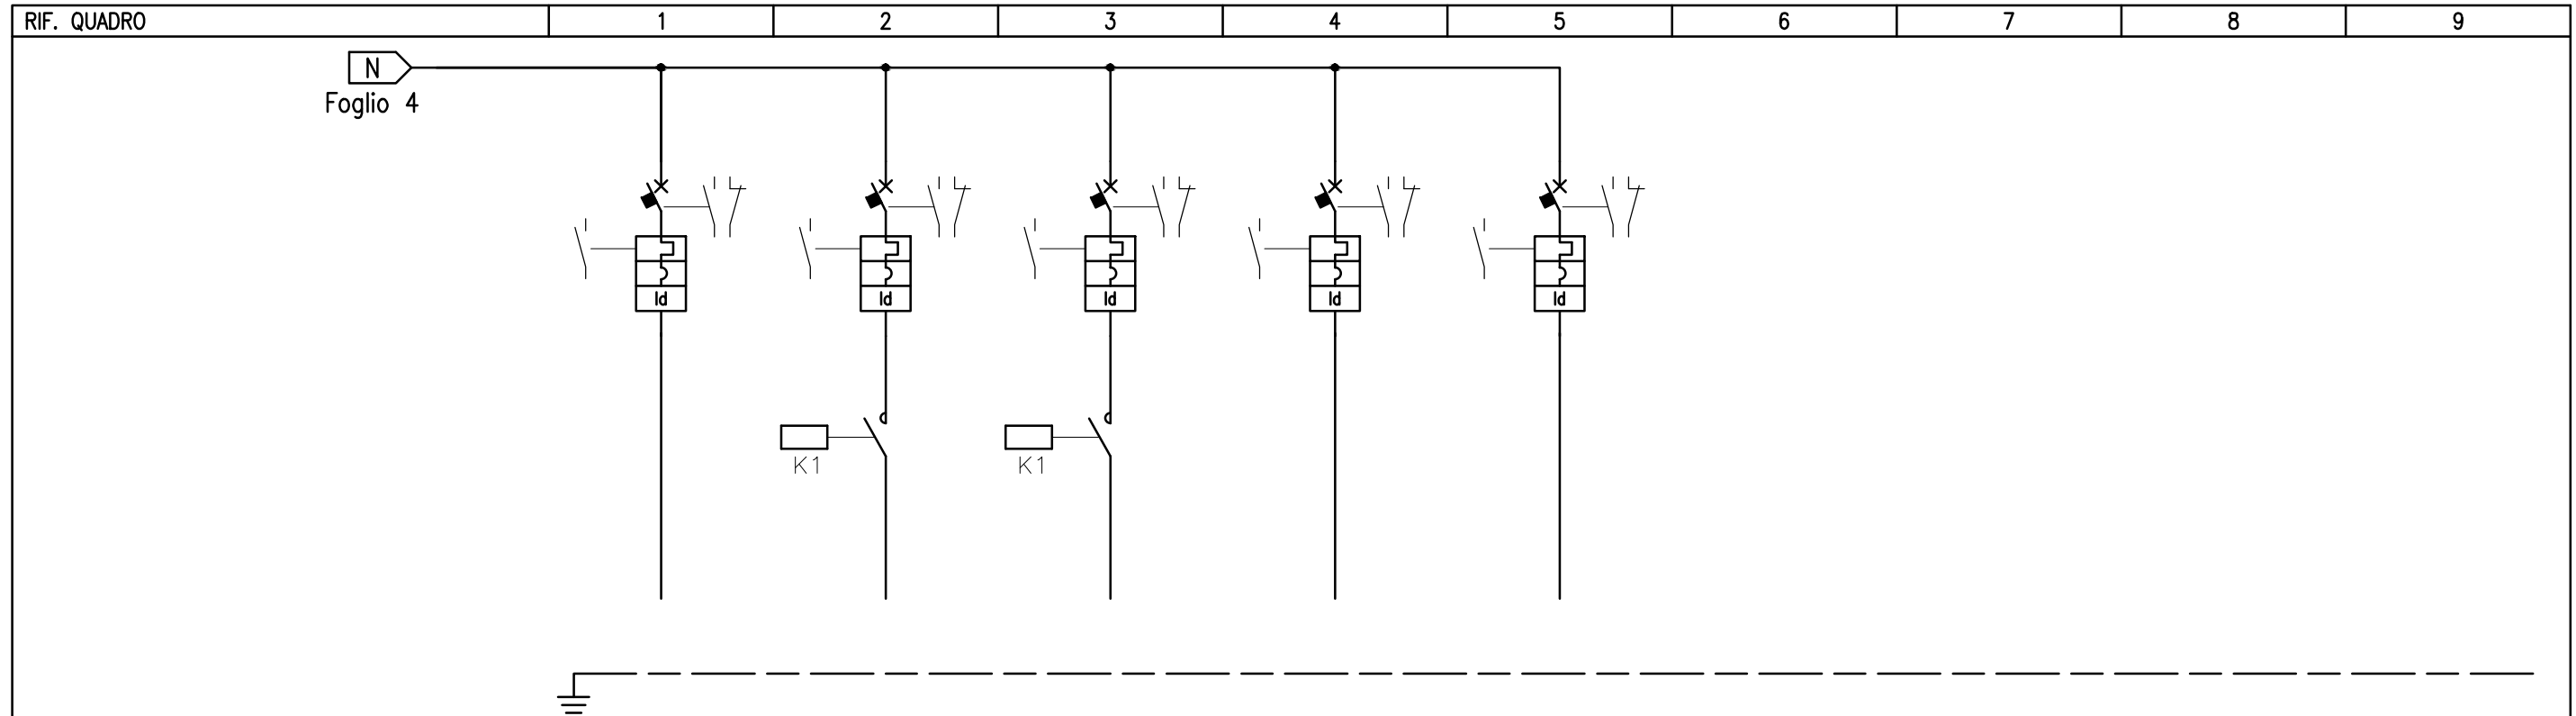 RIF. QUADRO 1 2 3 4 5 6 7 8 9
N
Foglio 4
Id Id Id Id Id
K1 K1